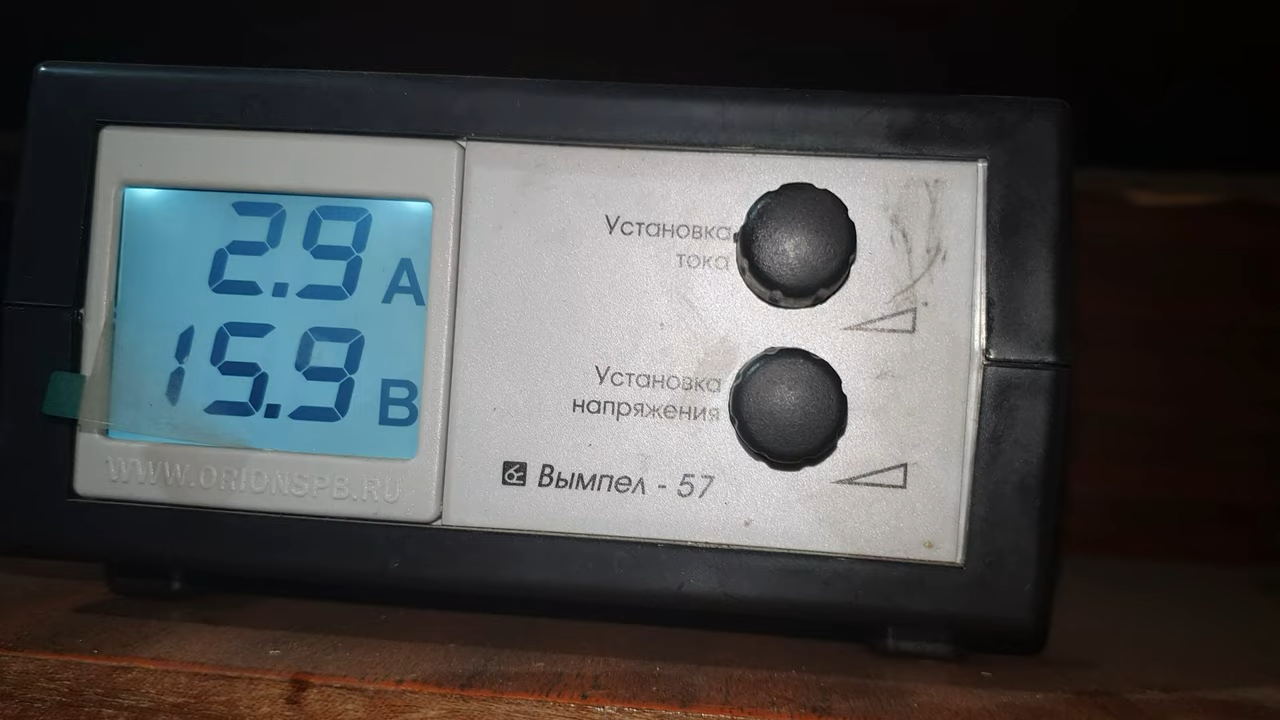 2.9 А
15.9 В
WWW.ORIONSPB.RU
Установка
тока
Установка
напряжения
Вымпел - 57